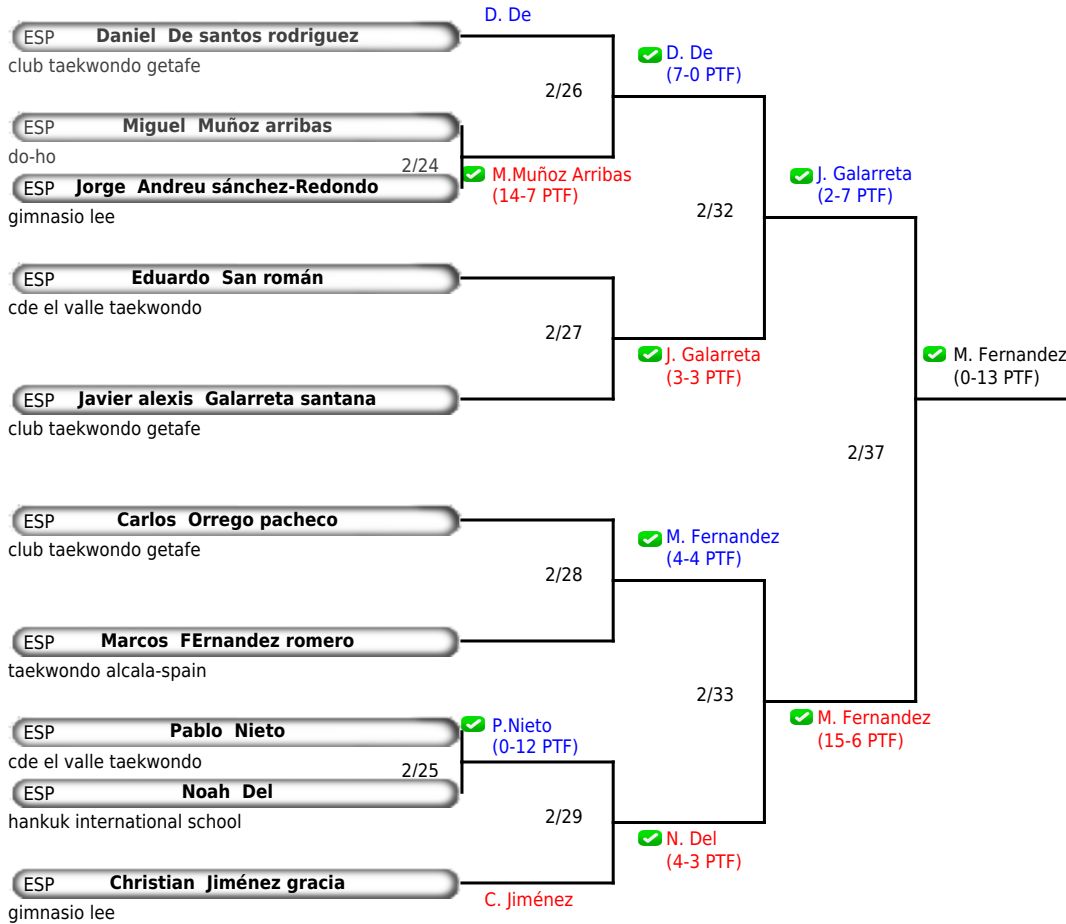 D. De
ESP Daniel De santos rodriguez
club taekwondo getafe
D. De
(7-0 PTF)
2/26
ESP Miguel Muñoz arribas
do-ho
2/24
M.Muñoz Arribas
(14-7 PTF)
ESP Jorge Andreu sánchez-Redondo
gimnasio lee
J. Galarreta
(2-7 PTF)
2/32
ESP Eduardo San román
cde el valle taekwondo
2/27
J. Galarreta
(3-3 PTF)
M. Fernandez
(0-13 PTF)
ESP Javier alexis Galarreta santana
club taekwondo getafe
2/37
ESP Carlos Orrego pacheco
club taekwondo getafe
M. Fernandez
(4-4 PTF)
2/28
ESP Marcos FErnandez romero
taekwondo alcala-spain
2/33
M. Fernandez
(15-6 PTF)
ESP Pablo Nieto
cde el valle taekwondo
P.Nieto
(0-12 PTF)
2/25
ESP Noah Del
hankuk international school
2/29
N. Del
(4-3 PTF)
ESP Christian Jiménez gracia
gimnasio lee
C. Jiménez